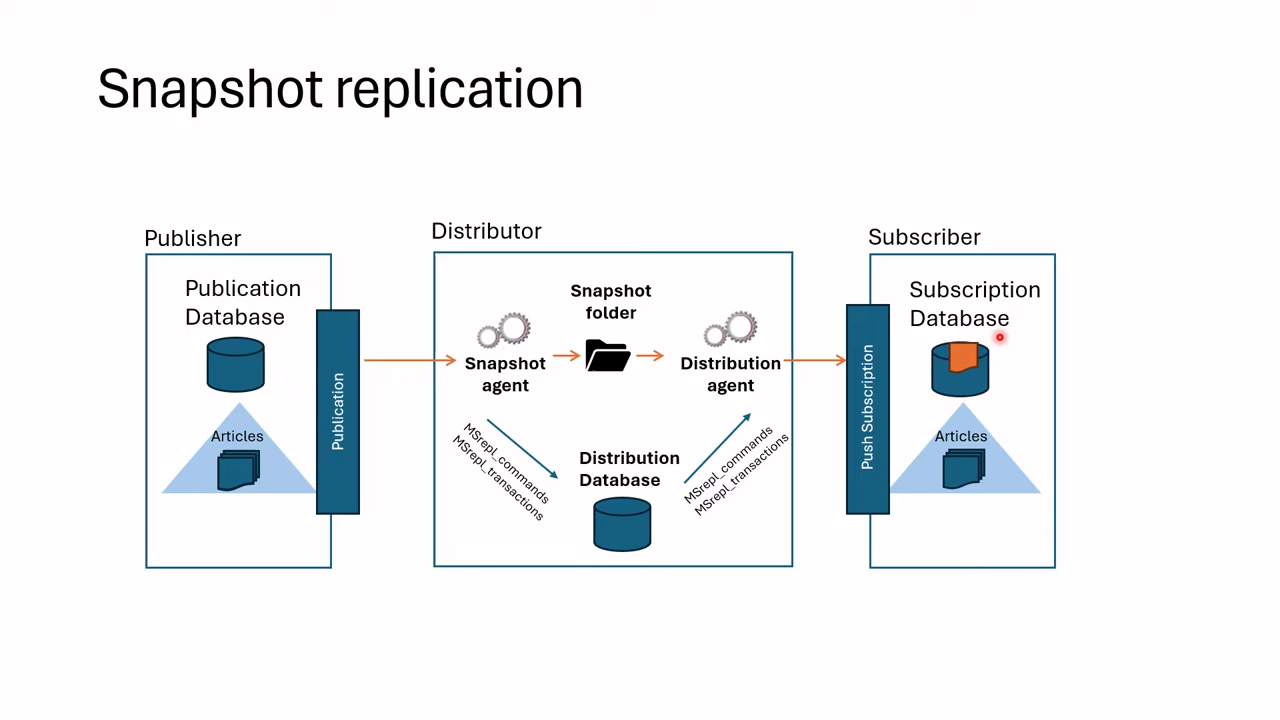 Snapshot replication
Publisher
Publication
Database
Articles
Publication
Distributor
Snapshot
folder
Snapshot
agent
Distribution
agent
MSrepl_commands
MSrepl_transactions
Distribution
Database
MSrepl_commands
MSrepl_transactions
Subscriber
Push Subscription
Subscription
Database
Articles